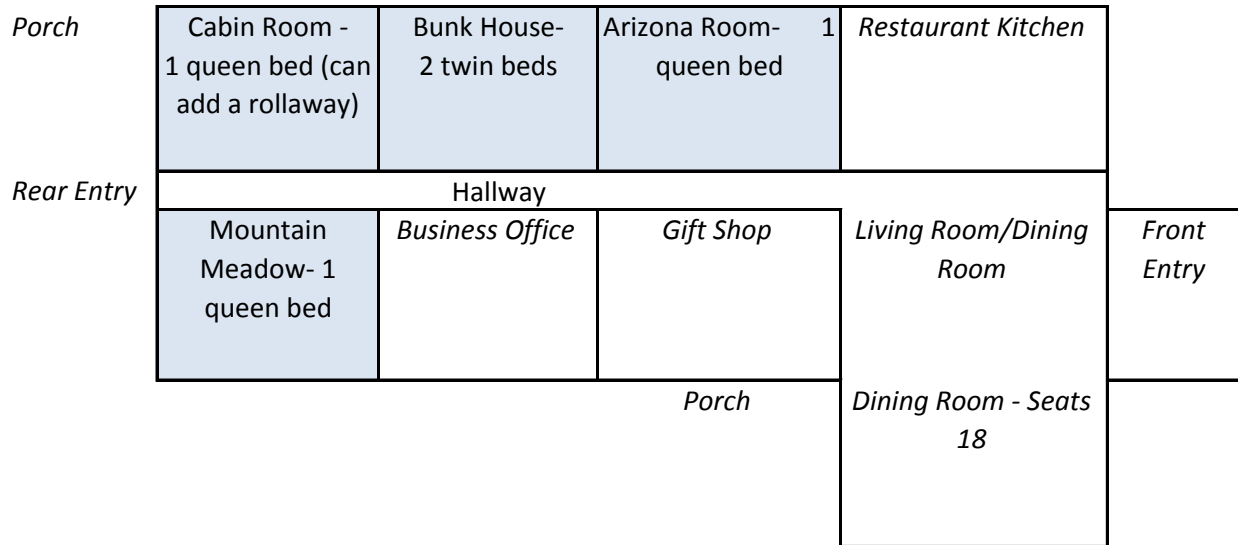 Porch
Cabin Room -
1 queen bed (can
add a rollaway)
Bunk House-
2 twin beds
Arizona Room- 1
queen bed
Restaurant Kitchen
Rear Entry
Hallway
Mountain
Meadow- 1
queen bed
Business Office
Gift Shop
Living Room/Dining
Room
Front
Entry
Porch
Dining Room - Seats
18